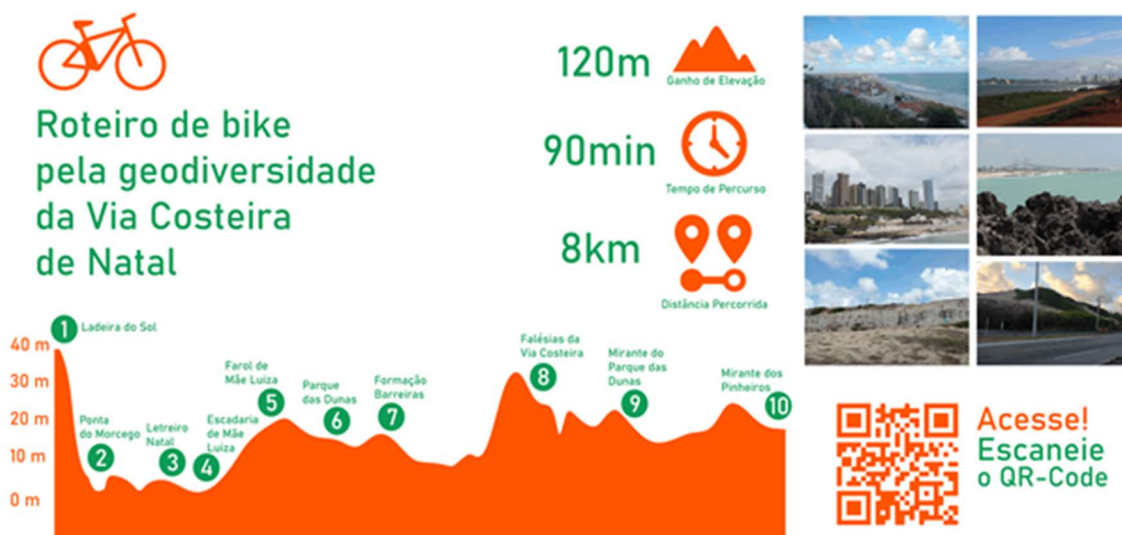 Roteiro de bike
pela geodiversidade
da Via Costeira
de Natal
120m
Ganho de Elevação
90min
Tempo de Percurso
8km
Distância Percorrida
40 m
30 m
20 m
10 m
0 m
1 Ladeira do Sol
Ponta
do Morcego
2
Letreiro
Natal
3
Escadaria
de Mãe
Luiza
4
Farol de
Mãe Luiza
5
Parque
das Dunas
6
Formação
Barreiras
7
Falésias da
Via Costeira
8
Mirante do
Parque das
Dunas
9
Mirante dos
Pinheiros
10
Acesse!
Escaneie
o QR-Code